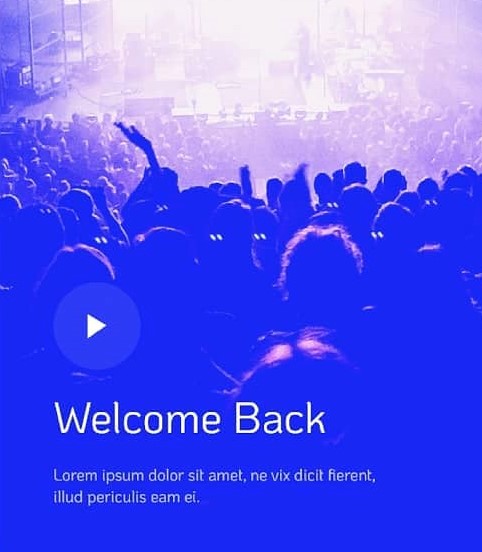 Welcome Back
Lorem ipsum dolor sit amet, ne vix dicit fierent,
illud periculis eam ei.